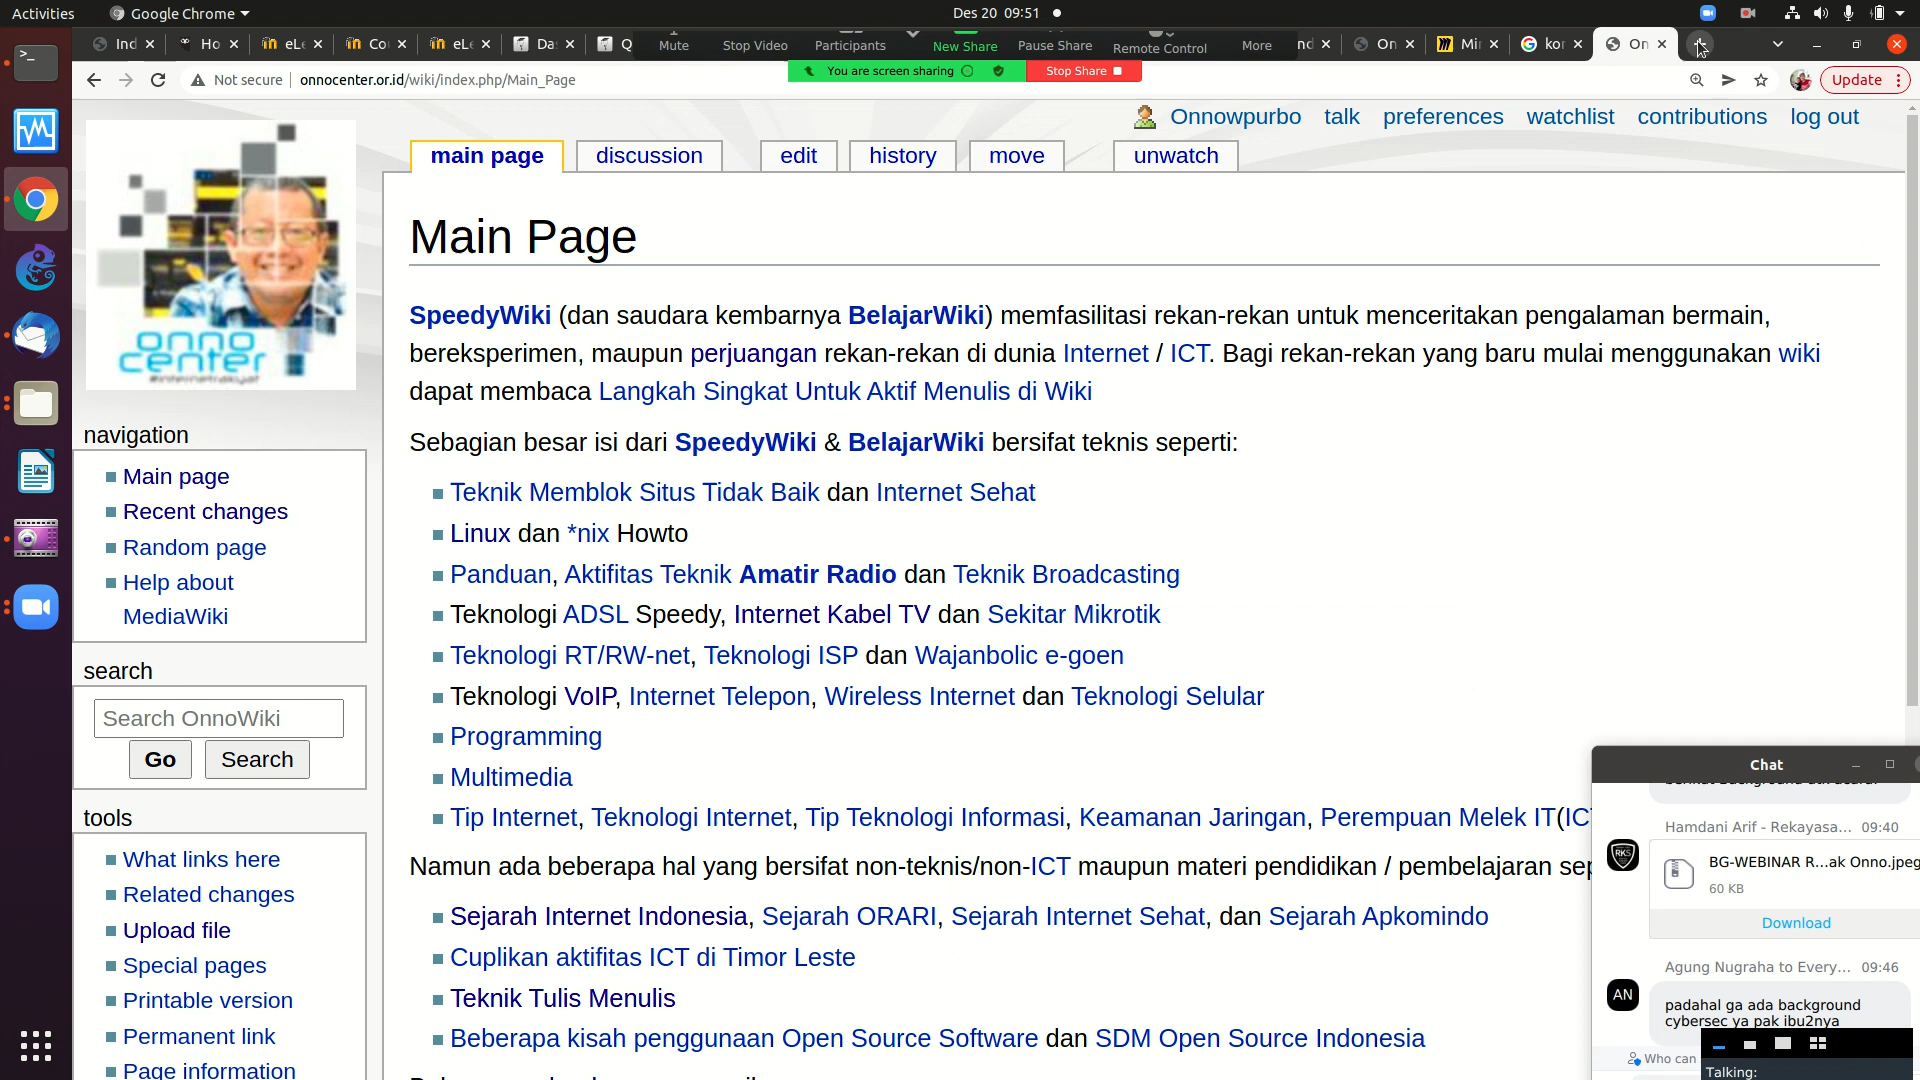 Activities
Google Chrome
Des 20 09:51
Ind
Ho
eLe
Co
eLe
Da
Q
Mute
Stop Video
Participants
New Share
Pause Share
Remote Control
More
nd
On
Mi
kor
On
You are screen sharing
Stop Share
Not secure
onnocenter.or.id/wiki/index.php/Main_Page
Update
Onnowpurbo talk preferences watchlist contributions log out
main page discussion edit history move unwatch
onno
center
#internetrakyat
Main Page
SpeedyWiki (dan saudara kembarnya BelajarWiki) memfasilitasi rekan-rekan untuk menceritakan pengalaman bermain,
bereksperimen, maupun perjuangan rekan-rekan di dunia Internet / ICT. Bagi rekan-rekan yang baru mulai menggunakan wiki
dapat membaca Langkah Singkat Untuk Aktif Menulis di Wiki
Sebagian besar isi dari SpeedyWiki & BelajarWiki bersifat teknis seperti:
Teknik Memblok Situs Tidak Baik dan Internet Sehat
Linux dan *nix Howto
Panduan, Aktifitas Teknik Amatir Radio dan Teknik Broadcasting
Teknologi ADSL Speedy, Internet Kabel TV dan Sekitar Mikrotik
Teknologi RT/RW-net, Teknologi ISP dan Wajanbolic e-goen
Teknologi VoIP, Internet Telepon, Wireless Internet dan Teknologi Selular
Programming
Multimedia
Tip Internet, Teknologi Internet, Tip Teknologi Informasi, Keamanan Jaringan, Perempuan Melek IT(IC
Namun ada beberapa hal yang bersifat non-teknis/non-ICT maupun materi pendidikan / pembelajaran sep
Sejarah Internet Indonesia, Sejarah ORARI, Sejarah Internet Sehat, dan Sejarah Apkomindo
Cuplikan aktifitas ICT di Timor Leste
Teknik Tulis Menulis
Beberapa kisah penggunaan Open Source Software dan SDM Open Source Indonesia
navigation
Main page
Recent changes
Random page
Help about
MediaWiki
search
Search OnnoWiki
Go Search
tools
What links here
Related changes
Upload file
Special pages
Printable version
Permanent link
Page information
Chat
Hamdani Arif - Rekayasa... 09:40
RKS
BG-WEBINAR R...ak Onno.jpeg
60 KB
Download
Agung Nugraha to Every... 09:46
AN
padahal ga ada background
cybersec ya pak ibu2nya
Who can
Talking: